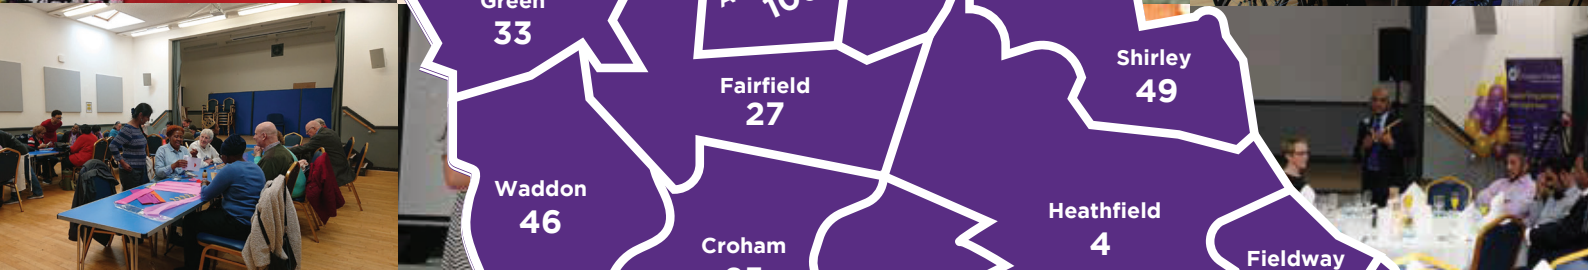 Green
33
Fairfield
27
Shirley
49
Waddon
46
Heathfield
4
Croham
Fieldway